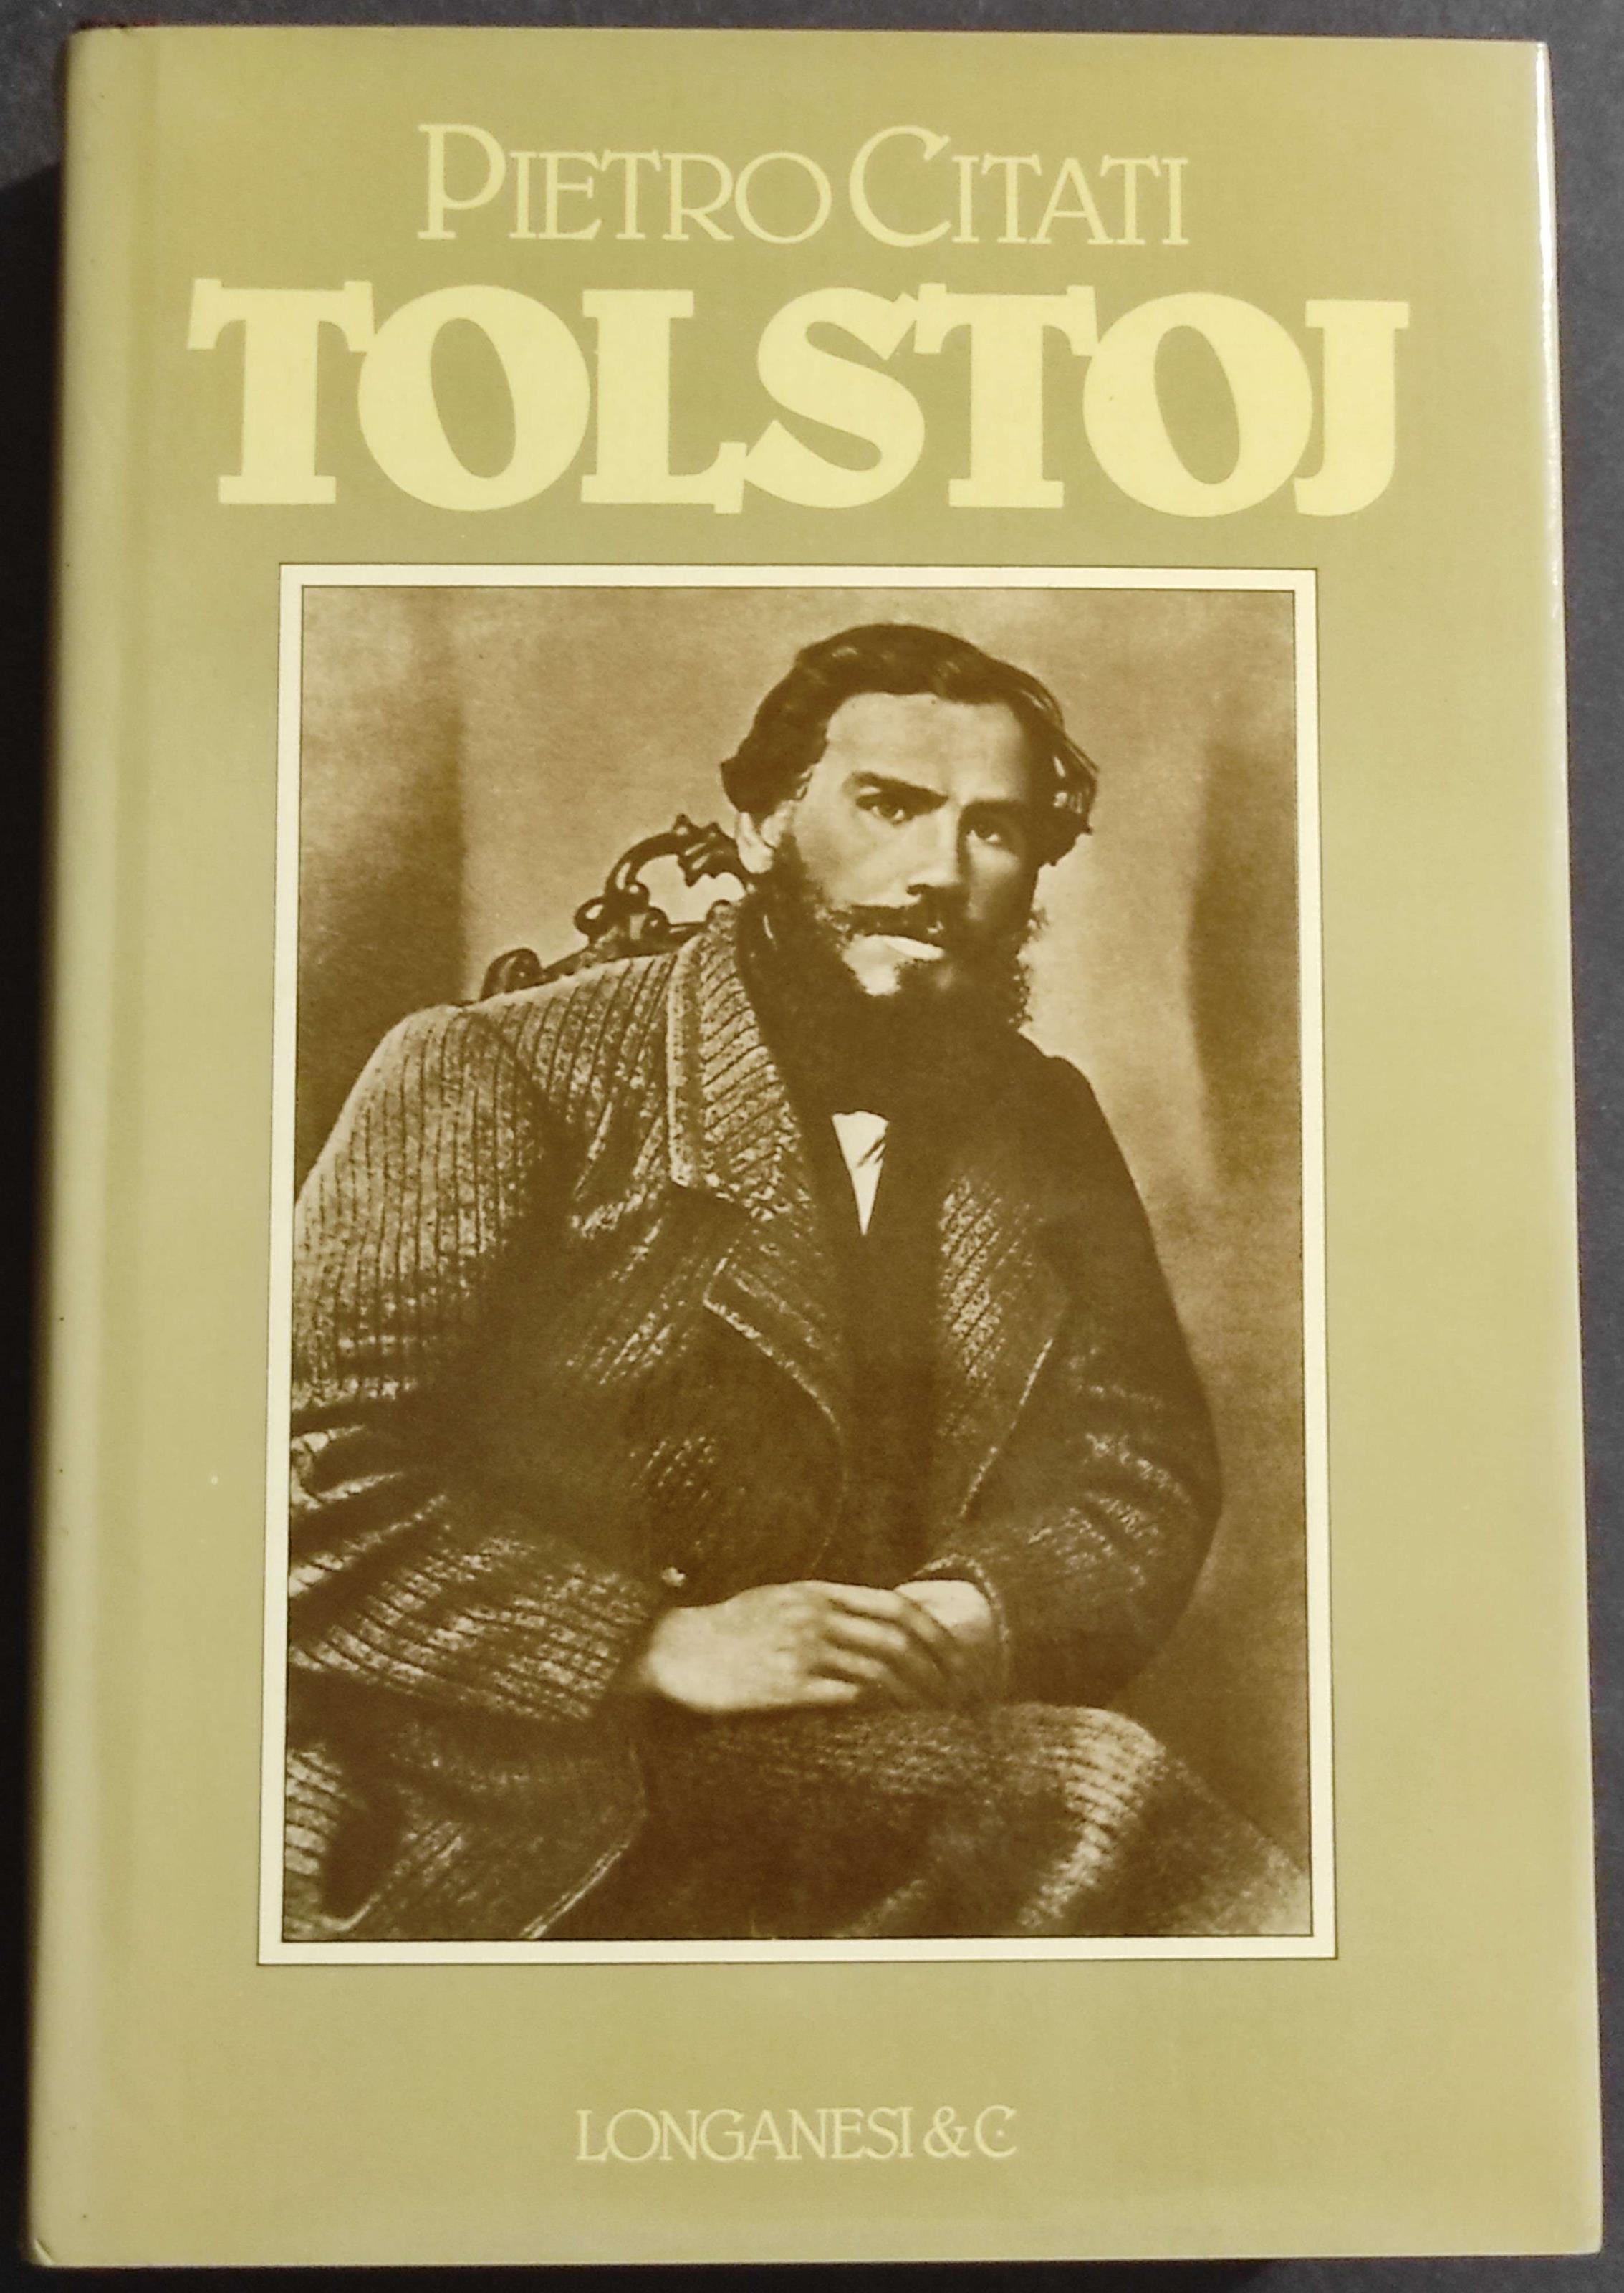 PIETRO CITATI
TOLSTOJ
LONGANESI & C.